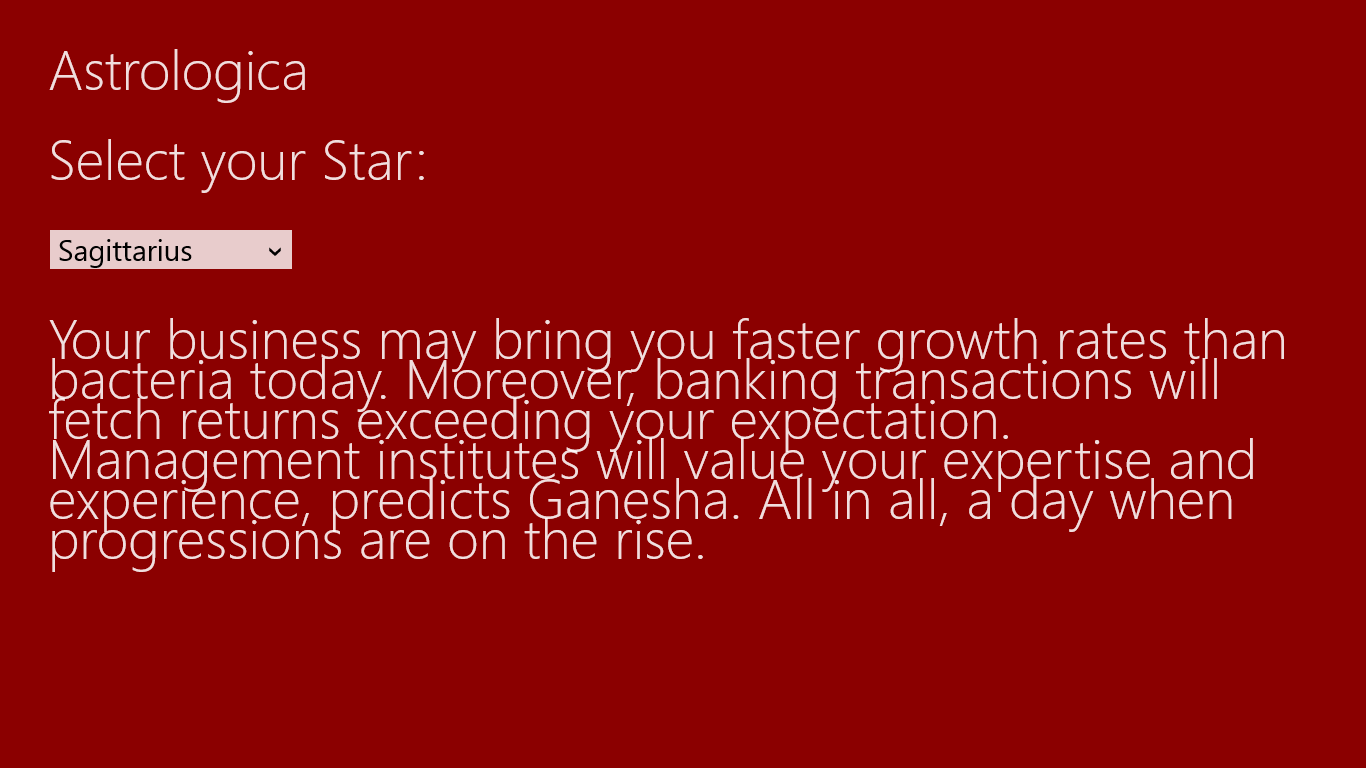 Astrologica
Select your Star:
Sagittarius
Your business may bring you faster growth rates than
bacteria today. Moreover, banking transactions will
fetch returns exceeding your expectation.
Management institutes will value your expertise and
experience, predicts Ganesha. All in all, a day when
progressions are on the rise.